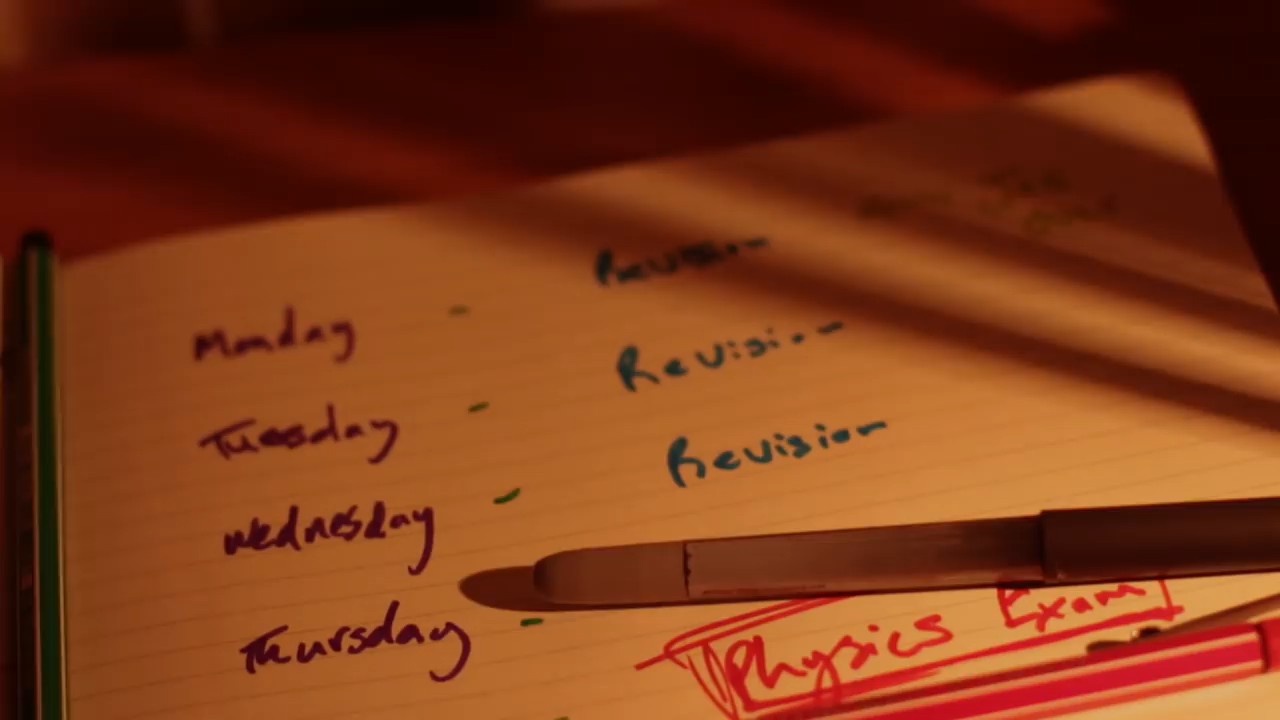 Monday - Revision
Tuesday - Revision
Wednesday - Revision
Thursday - Physics Exam